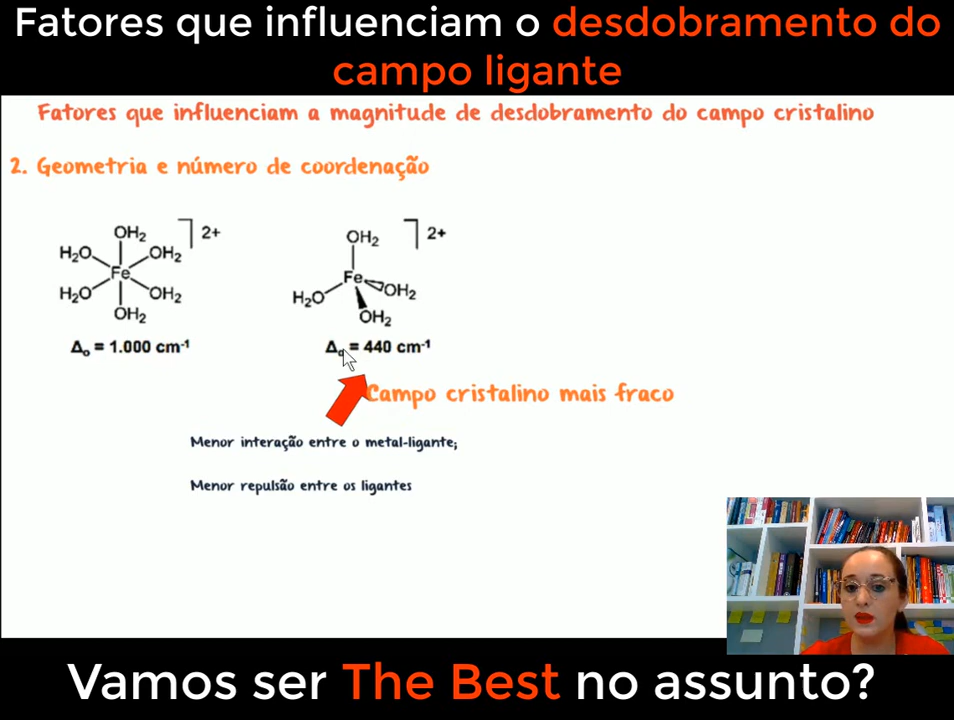 Fatores que influenciam o desdobramento do
campo ligante
Fatores que influenciam a magnitude de desdobramento do campo cristalino
2. Geometria e número de coordenação
OH₂
H₂O OH₂
Fe
H₂O OH₂
OH₂
2+
Δₒ = 1.000 cm⁻¹
OH₂
Fe
H₂O OH₂
OH₂
2+
Δ = 440 cm⁻¹
Campo cristalino mais fraco
Menor interação entre o metal-ligante;
Menor repulsão entre os ligantes
Vamos ser The Best no assunto?